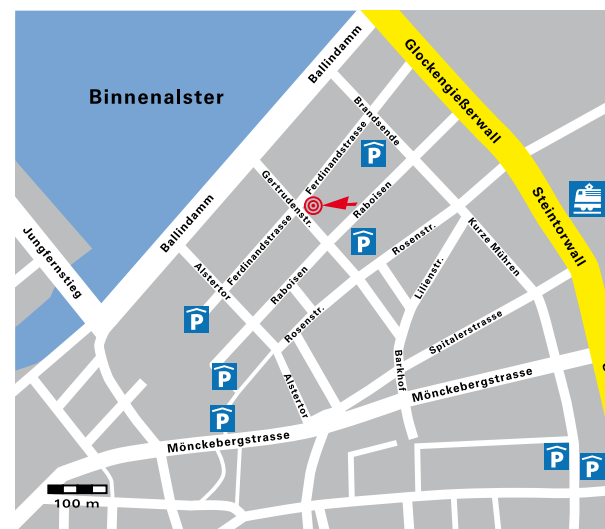 Glockengießerwall
Ballindamm
Binnenalster
Brandsende
Ferdinandstrasse
P
Gertrudenstr.
Raboisen
Steintorwall
Jungfernstieg
Ballindamm
Ferdinandstrasse
P
Rosenstr.
Kurze Mühren
Alstertor
Raboisen
Lilienstr.
P
Rosenstr.
Spitalerstrasse
P
Barkhof
Alstertor
Mönckebergstrasse
P
Mönckebergstrasse
P
P
100 m